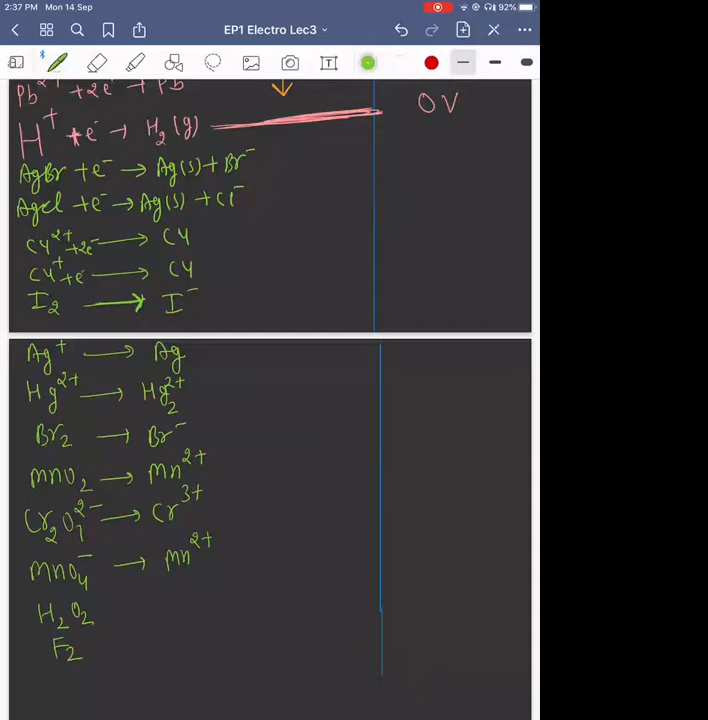 2:37 PM Mon 14 Sep 92%
EP1 Electro Lec3
Pb²⁺ +2e⁻ → Pb
H⁺ + e⁻ → H₂(g) 0 V
AgBr + e⁻ → Ag(s) + Br⁻
Agcl + e⁻ → Ag(s) + Cl⁻
Cu²⁺ +2e⁻ → Cu
Cu⁺ + e⁻ → Cu
I₂ → I⁻
Ag⁺ → Ag
Hg²⁺ → Hg₂²⁺
Br₂ → Br⁻
MnO₂ → Mn²⁺
Cr₂O₇²⁻ → Cr³⁺
MnO₄⁻ → Mn²⁺
H₂O₂
F₂